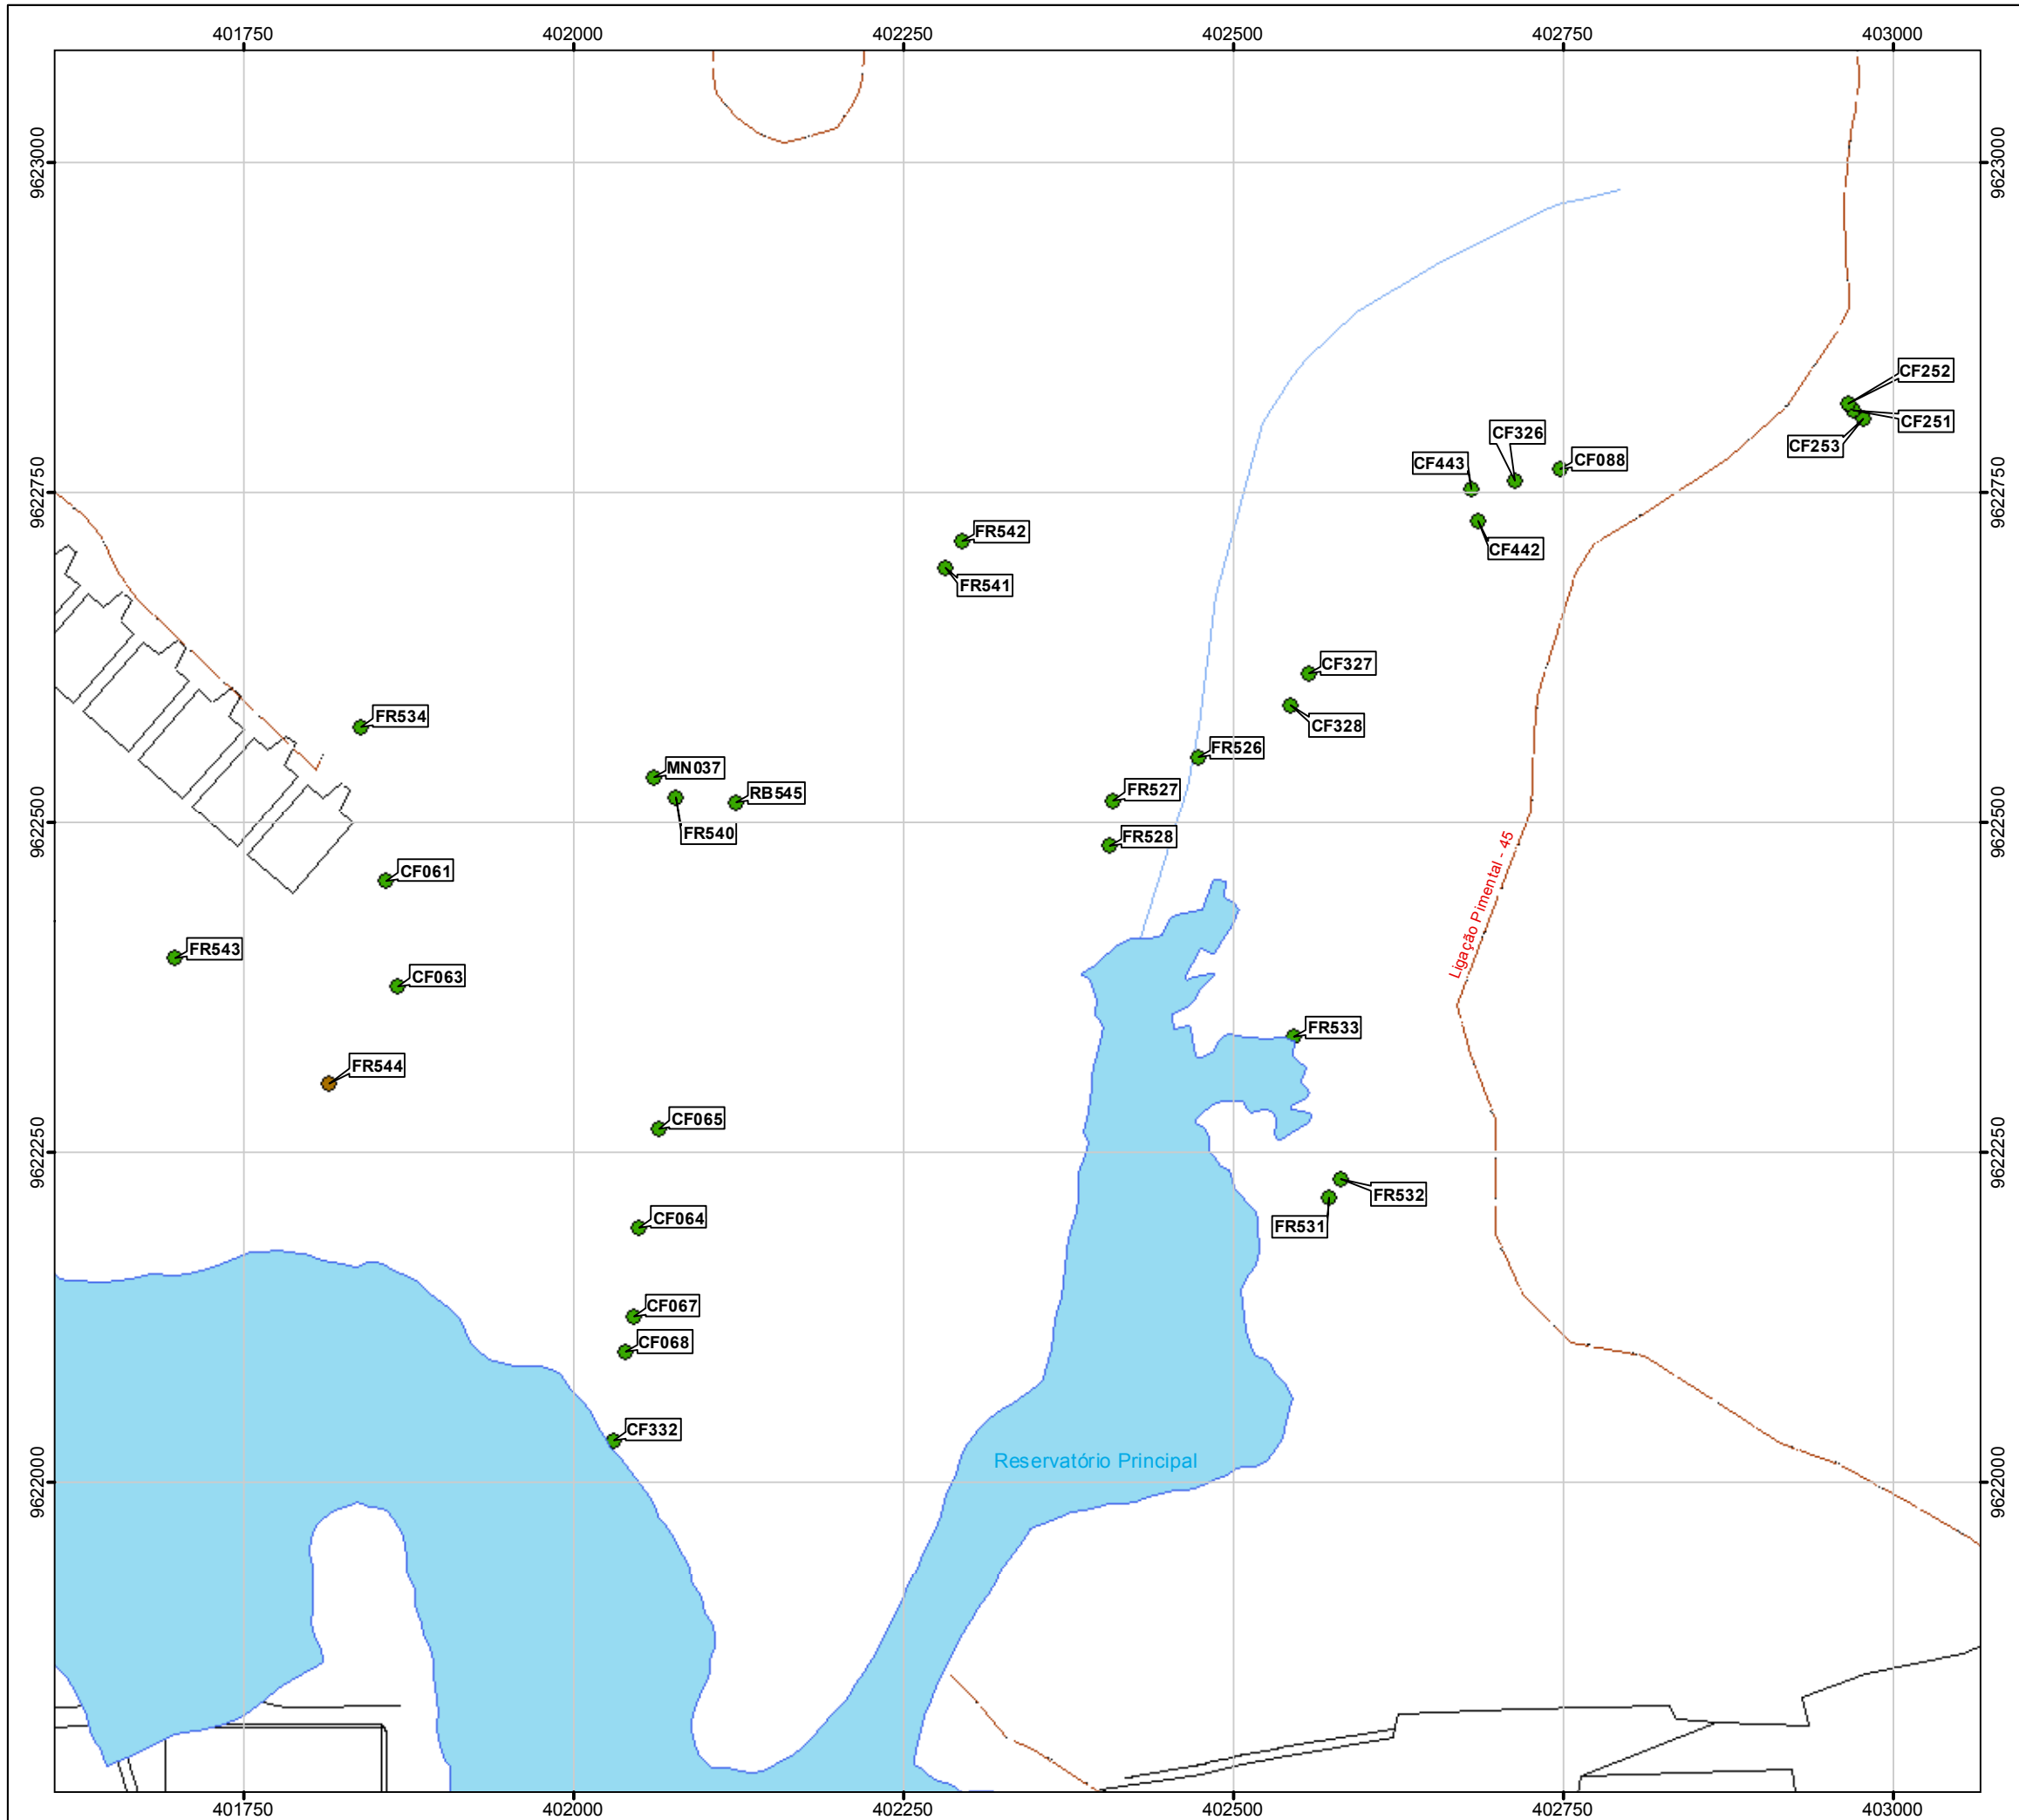 401750 402000 402250 402500 402750 403000
9623000 9623000
CF252
CF251
CF253
CF326
CF088
CF443
9622750 9622750
CF442
FR542
FR541
CF327
CF328
FR534
FR526
MN037
RB545
FR527
FR540
FR528
9622500 9622500
Ligação Pimental - 45
CF061
FR543
CF063
FR533
FR544
CF065
9622250 9622250
FR532
FR531
CF064
CF067
CF068
CF332
Reservatório Principal
9622000 9622000
401750 402000 402250 402500 402750 403000